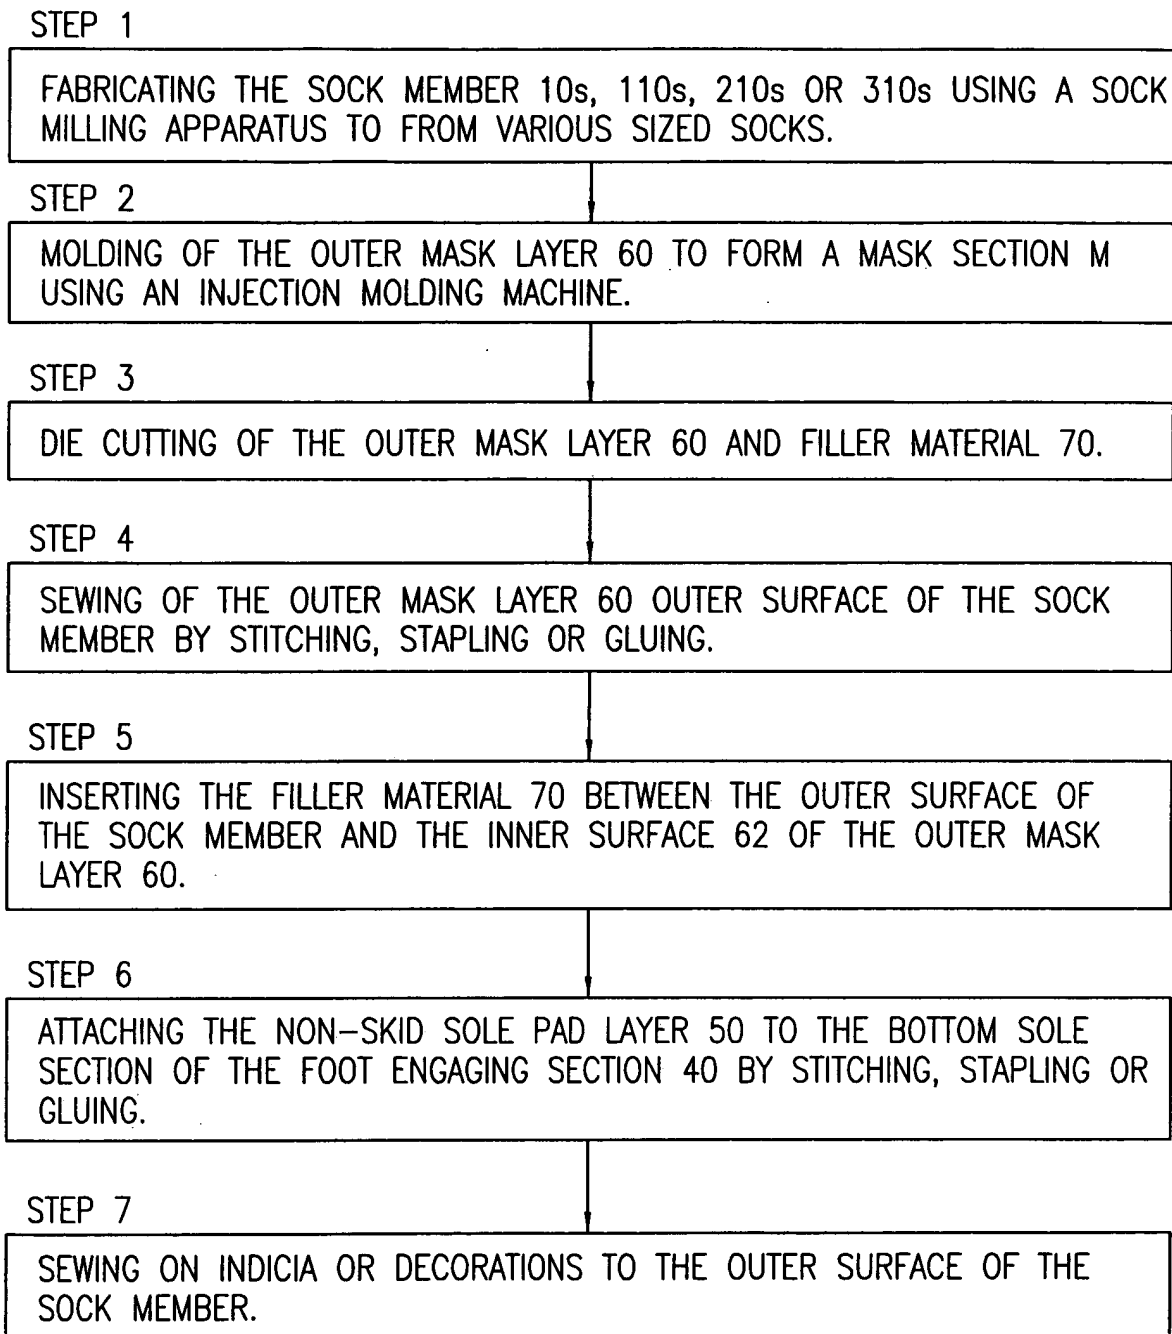 STEP 1
FABRICATING THE SOCK MEMBER 10s, 110s, 210s OR 310s USING A SOCK
MILLING APPARATUS TO FROM VARIOUS SIZED SOCKS.
STEP 2
MOLDING OF THE OUTER MASK LAYER 60 TO FORM A MASK SECTION M
USING AN INJECTION MOLDING MACHINE.
STEP 3
DIE CUTTING OF THE OUTER MASK LAYER 60 AND FILLER MATERIAL 70.
STEP 4
SEWING OF THE OUTER MASK LAYER 60 OUTER SURFACE OF THE SOCK
MEMBER BY STITCHING, STAPLING OR GLUING.
STEP 5
INSERTING THE FILLER MATERIAL 70 BETWEEN THE OUTER SURFACE OF
THE SOCK MEMBER AND THE INNER SURFACE 62 OF THE OUTER MASK
LAYER 60.
STEP 6
ATTACHING THE NON-SKID SOLE PAD LAYER 50 TO THE BOTTOM SOLE
SECTION OF THE FOOT ENGAGING SECTION 40 BY STITCHING, STAPLING OR
GLUING.
STEP 7
SEWING ON INDICIA OR DECORATIONS TO THE OUTER SURFACE OF THE
SOCK MEMBER.